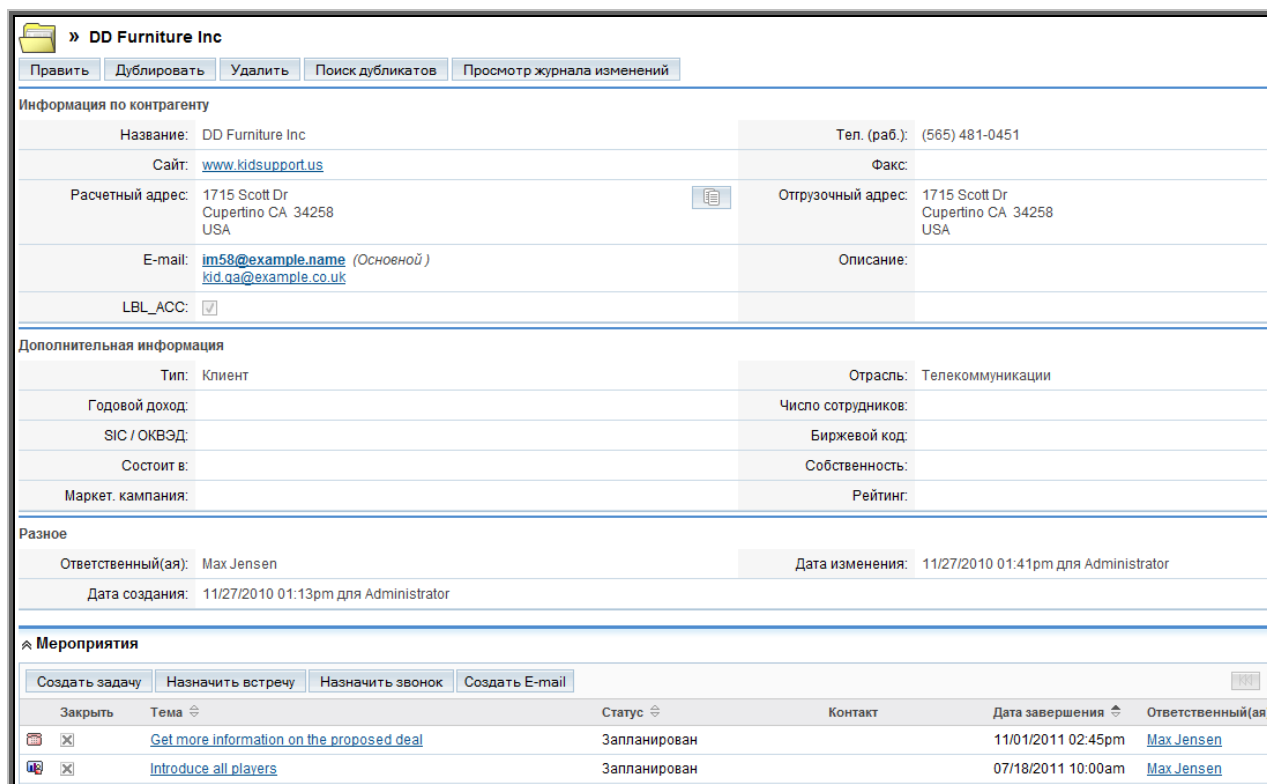 » DD Furniture Inc
Править Дублировать Удалить Поиск дубликатов Просмотр журнала изменений
Информация по контрагенту
Название: DD Furniture Inc Тел. (раб.): (565) 481-0451
Сайт: www.kidsupport.us Факс:
Расчетный адрес: 1715 Scott Dr Отгрузочный адрес: 1715 Scott Dr
Cupertino CA 34258 Cupertino CA 34258
USA USA
E-mail: im58@example.name (Основной ) Описание:
kid.qa@example.co.uk
LBL_ACC:
Дополнительная информация
Тип: Клиент Отрасль: Телекоммуникации
Годовой доход: Число сотрудников:
SIC / ОКВЭД: Биржевой код:
Состоит в: Собственность:
Маркет. кампания: Рейтинг:
Разное
Ответственный(ая): Max Jensen Дата изменения: 11/27/2010 01:41pm для Administrator
Дата создания: 11/27/2010 01:13pm для Administrator
Мероприятия
Создать задачу Назначить встречу Назначить звонок Создать E-mail
Закрыть Тема Статус Контакт Дата завершения Ответственный(ая
Get more information on the proposed deal Запланирован 11/01/2011 02:45pm Max Jensen
Introduce all players Запланирован 07/18/2011 10:00am Max Jensen